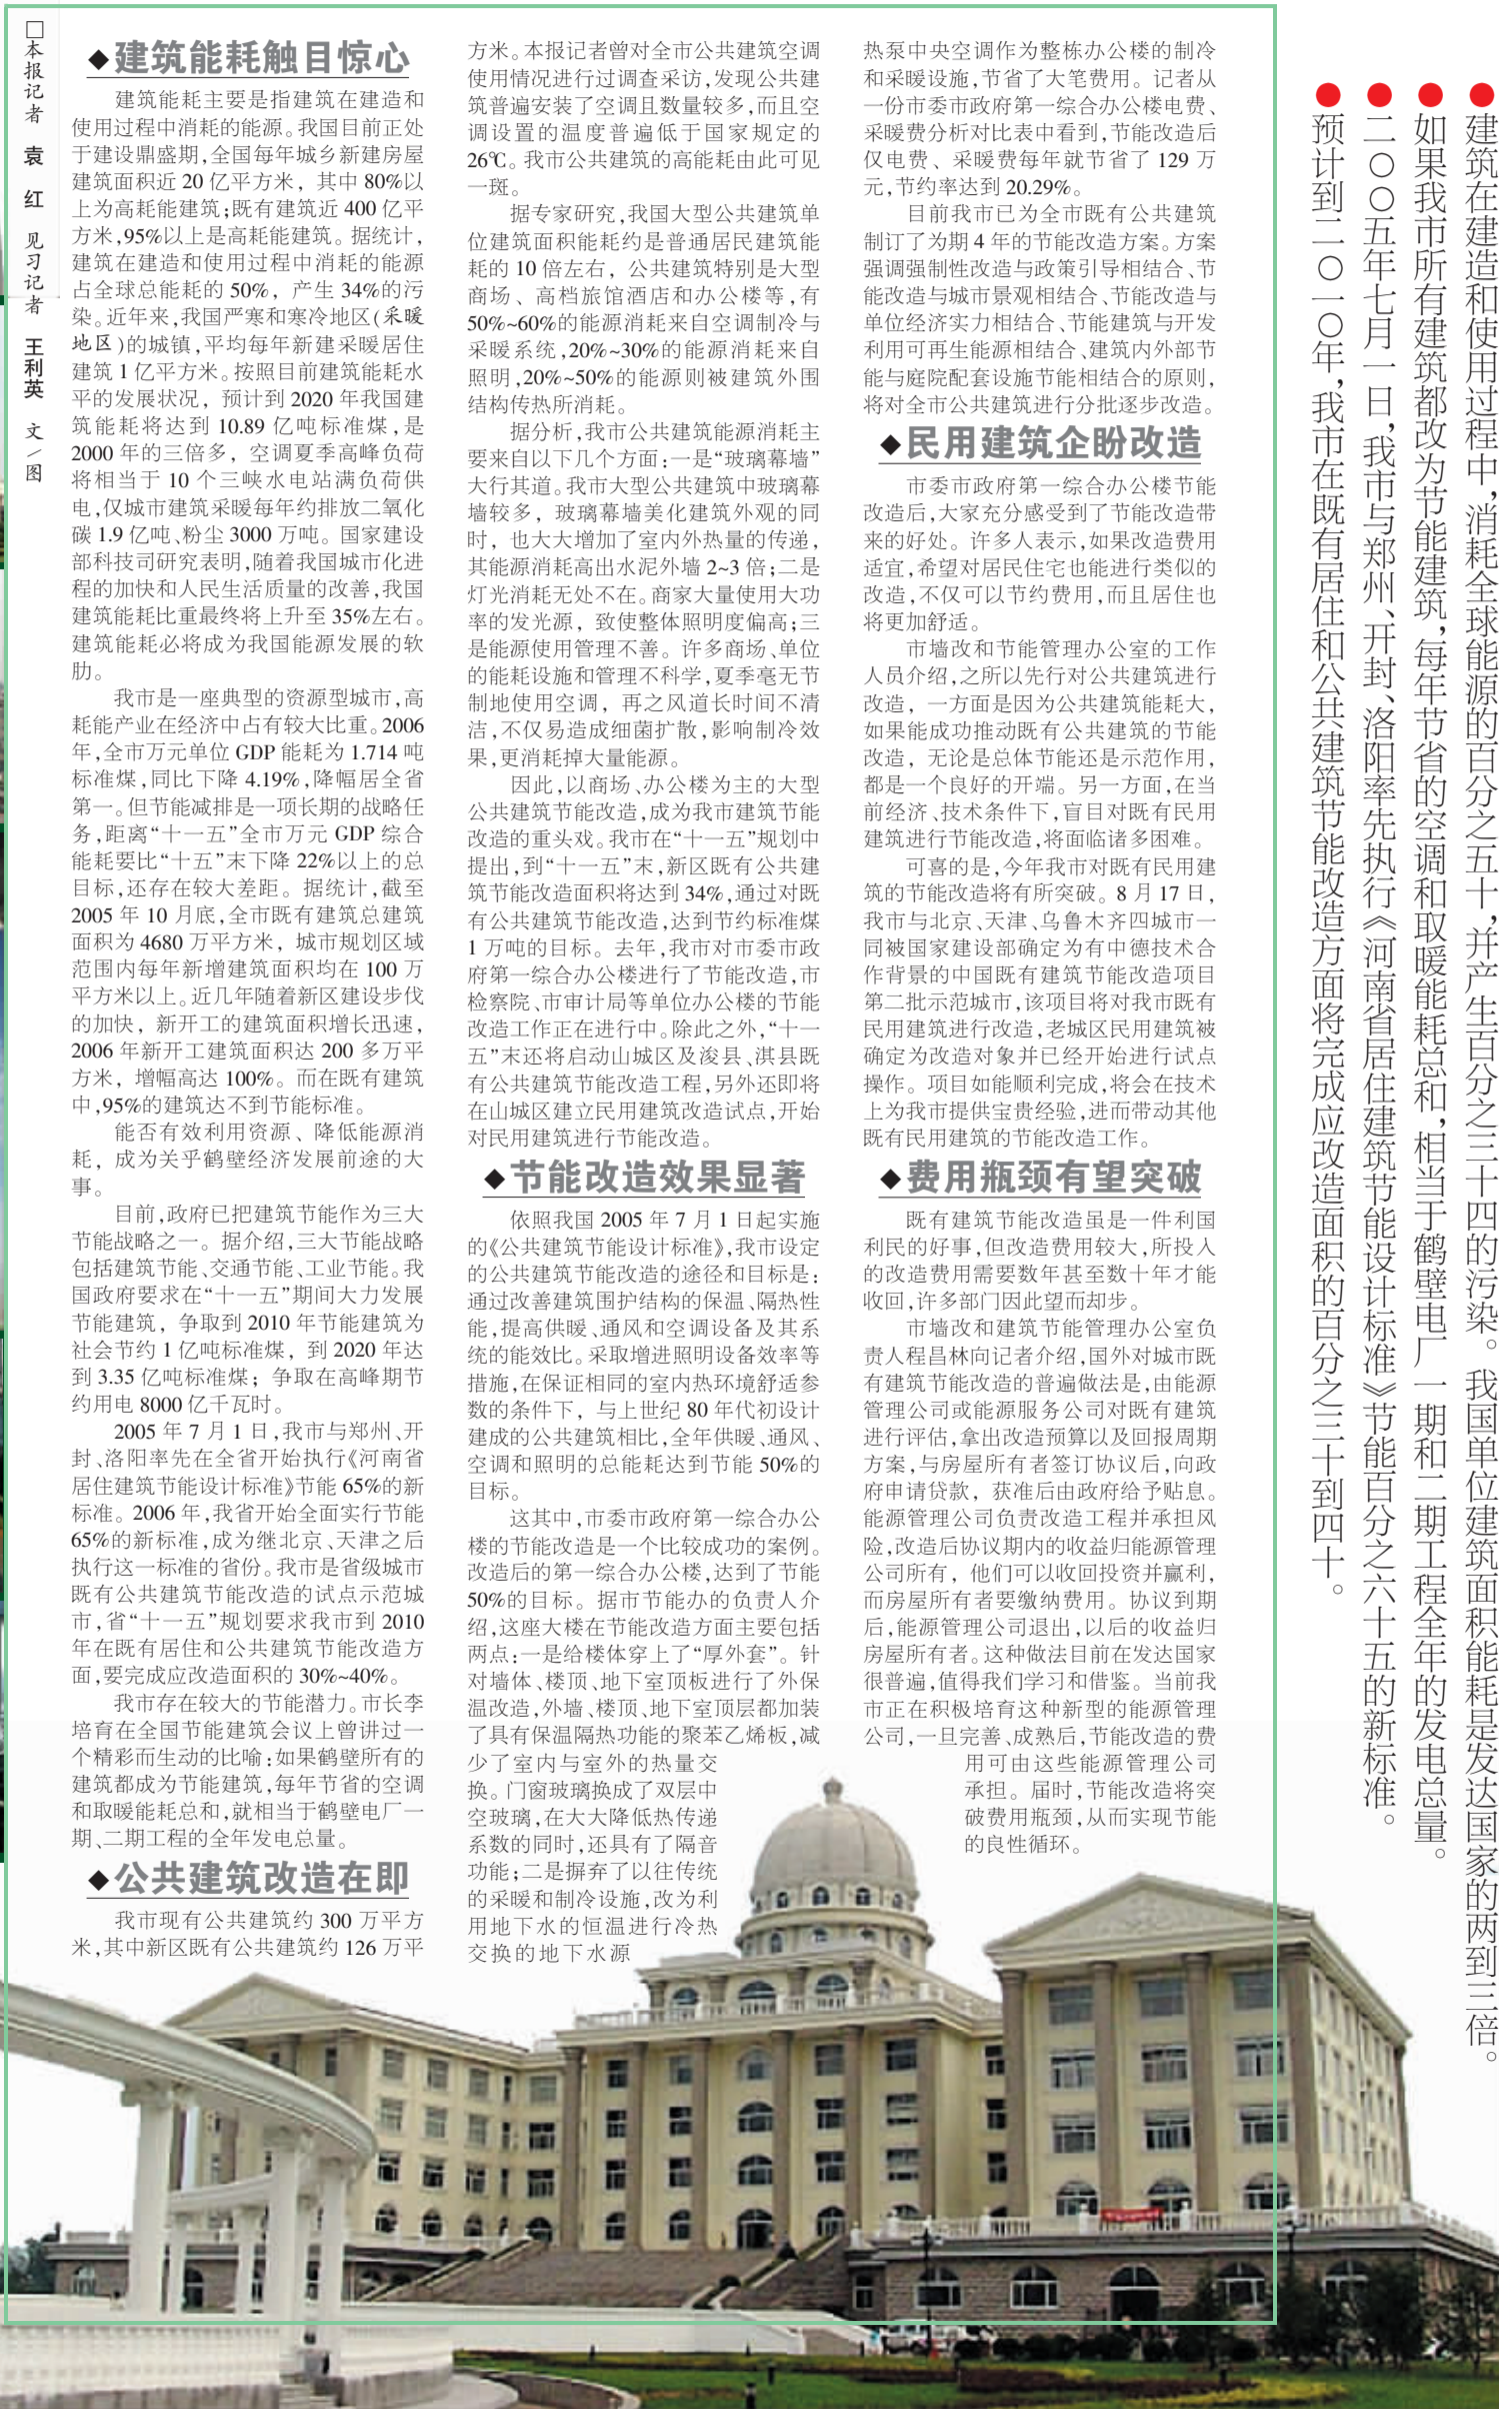 □本报记者 袁 红 见习记者 王利英 文/图
◆建筑能耗触目惊心
建筑能耗主要是指建筑在建造和
使用过程中消耗的能源。我国目前正处
于建设鼎盛期,全国每年城乡新建房屋
建筑面积近 20 亿平方米，其中 80%以
上为高耗能建筑;既有建筑近 400 亿平
方米,95%以上是高耗能建筑。据统计，
建筑在建造和使用过程中消耗的能源
占全球总能耗的 50%，产生 34%的污
染。近年来,我国严寒和寒冷地区(采暖
地区)的城镇,平均每年新建采暖居住
建筑 1 亿平方米。按照目前建筑能耗水
平的发展状况，预计到 2020 年我国建
筑能耗将达到 10.89 亿吨标准煤,是
2000 年的三倍多，空调夏季高峰负荷
将相当于 10 个三峡水电站满负荷供
电,仅城市建筑采暖每年约排放二氧化
碳 1.9 亿吨、粉尘 3000 万吨。国家建设
部科技司研究表明,随着我国城市化进
程的加快和人民生活质量的改善,我国
建筑能耗比重最终将上升至 35%左右。
建筑能耗必将成为我国能源发展的软
肋。
我市是一座典型的资源型城市,高
耗能产业在经济中占有较大比重。2006
年,全市万元单位 GDP 能耗为 1.714 吨
标准煤,同比下降 4.19%,降幅居全省
第一。但节能减排是一项长期的战略任
务,距离“十一五”全市万元 GDP 综合
能耗要比“十五”末下降 22%以上的总
目标,还存在较大差距。据统计,截至
2005 年 10 月底,全市既有建筑总建筑
面积为 4680 万平方米，城市规划区域
范围内每年新增建筑面积均在 100 万
平方米以上。近几年随着新区建设步伐
的加快，新开工的建筑面积增长迅速，
2006 年新开工建筑面积达 200 多万平
方米，增幅高达 100%。而在既有建筑
中,95%的建筑达不到节能标准。
能否有效利用资源、降低能源消
耗，成为关乎鹤壁经济发展前途的大
事。
目前,政府已把建筑节能作为三大
节能战略之一。据介绍,三大节能战略
包括建筑节能、交通节能、工业节能。我
国政府要求在“十一五”期间大力发展
节能建筑，争取到 2010 年节能建筑为
社会节约 1 亿吨标准煤，到 2020 年达
到 3.35 亿吨标准煤；争取在高峰期节
约用电 8000 亿千瓦时。
2005 年 7 月 1 日,我市与郑州、开
封、洛阳率先在全省开始执行《河南省
居住建筑节能设计标准》节能 65%的新
标准。2006 年,我省开始全面实行节能
65%的新标准,成为继北京、天津之后
执行这一标准的省份。我市是省级城市
既有公共建筑节能改造的试点示范城
市,省“十一五”规划要求我市到 2010
年在既有居住和公共建筑节能改造方
面,要完成应改造面积的 30%~40%。
我市存在较大的节能潜力。市长李
培育在全国节能建筑会议上曾讲过一
个精彩而生动的比喻:如果鹤壁所有的
建筑都成为节能建筑,每年节省的空调
和取暖能耗总和,就相当于鹤壁电厂一
期、二期工程的全年发电总量。
◆公共建筑改造在即
我市现有公共建筑约 300 万平方
米,其中新区既有公共建筑约 126 万平
方米。本报记者曾对全市公共建筑空调
使用情况进行过调查采访,发现公共建
筑普遍安装了空调且数量较多,而且空
调设置的温度普遍低于国家规定的
26℃。我市公共建筑的高能耗由此可见
一斑。
据专家研究,我国大型公共建筑单
位建筑面积能耗约是普通居民建筑能
耗的 10 倍左右，公共建筑特别是大型
商场、高档旅馆酒店和办公楼等,有
50%~60%的能源消耗来自空调制冷与
采暖系统,20%~30%的能源消耗来自
照明,20%~50%的能源则被建筑外围
结构传热所消耗。
据分析,我市公共建筑能源消耗主
要来自以下几个方面:一是“玻璃幕墙”
大行其道。我市大型公共建筑中玻璃幕
墙较多，玻璃幕墙美化建筑外观的同
时，也大大增加了室内外热量的传递，
其能源消耗高出水泥外墙 2~3 倍;二是
灯光消耗无处不在。商家大量使用大功
率的发光源，致使整体照明度偏高;三
是能源使用管理不善。许多商场、单位
的能耗设施和管理不科学,夏季毫无节
制地使用空调，再之风道长时间不清
洁,不仅易造成细菌扩散,影响制冷效
果,更消耗掉大量能源。
因此,以商场、办公楼为主的大型
公共建筑节能改造,成为我市建筑节能
改造的重头戏。我市在“十一五”规划中
提出,到“十一五”末,新区既有公共建
筑节能改造面积将达到 34%,通过对既
有公共建筑节能改造,达到节约标准煤
1 万吨的目标。去年,我市对市委市政
府第一综合办公楼进行了节能改造,市
检察院、市审计局等单位办公楼的节能
改造工作正在进行中。除此之外,“十一
五”末还将启动山城区及浚县、淇县既
有公共建筑节能改造工程,另外还即将
在山城区建立民用建筑改造试点,开始
对民用建筑进行节能改造。
◆节能改造效果显著
依照我国 2005 年 7 月 1 日起实施
的《公共建筑节能设计标准》,我市设定
的公共建筑节能改造的途径和目标是:
通过改善建筑围护结构的保温、隔热性
能,提高供暖、通风和空调设备及其系
统的能效比。采取增进照明设备效率等
措施,在保证相同的室内热环境舒适参
数的条件下，与上世纪 80 年代初设计
建成的公共建筑相比,全年供暖、通风、
空调和照明的总能耗达到节能 50%的
目标。
这其中,市委市政府第一综合办公
楼的节能改造是一个比较成功的案例。
改造后的第一综合办公楼,达到了节能
50%的目标。据市节能办的负责人介
绍,这座大楼在节能改造方面主要包括
两点:一是给楼体穿上了“厚外套”。针
对墙体、楼顶、地下室顶板进行了外保
温改造,外墙、楼顶、地下室顶层都加装
了具有保温隔热功能的聚苯乙烯板,减
少了室内与室外的热量交
换。门窗玻璃换成了双层中
空玻璃,在大大降低热传递
系数的同时,还具有了隔音
功能;二是摒弃了以往传统
的采暖和制冷设施,改为利
用地下水的恒温进行冷热
交换的地下水源
热泵中央空调作为整栋办公楼的制冷
和采暖设施,节省了大笔费用。记者从
一份市委市政府第一综合办公楼电费、
采暖费分析对比表中看到,节能改造后
仅电费、采暖费每年就节省了 129 万
元,节约率达到 20.29%。
目前我市已为全市既有公共建筑
制订了为期 4 年的节能改造方案。方案
强调强制性改造与政策引导相结合、节
能改造与城市景观相结合、节能改造与
单位经济实力相结合、节能建筑与开发
利用可再生能源相结合、建筑内外部节
能与庭院配套设施节能相结合的原则，
将对全市公共建筑进行分批逐步改造。
◆民用建筑企盼改造
市委市政府第一综合办公楼节能
改造后,大家充分感受到了节能改造带
来的好处。许多人表示,如果改造费用
适宜,希望对居民住宅也能进行类似的
改造,不仅可以节约费用,而且居住也
将更加舒适。
市墙改和节能管理办公室的工作
人员介绍,之所以先行对公共建筑进行
改造，一方面是因为公共建筑能耗大,
如果能成功推动既有公共建筑的节能
改造，无论是总体节能还是示范作用，
都是一个良好的开端。另一方面,在当
前经济、技术条件下，盲目对既有民用
建筑进行节能改造,将面临诸多困难。
可喜的是,今年我市对既有民用建
筑的节能改造将有所突破。8 月 17 日，
我市与北京、天津、乌鲁木齐四城市一
同被国家建设部确定为有中德技术合
作背景的中国既有建筑节能改造项目
第二批示范城市,该项目将对我市既有
民用建筑进行改造,老城区民用建筑被
确定为改造对象并已经开始进行试点
操作。项目如能顺利完成,将会在技术
上为我市提供宝贵经验,进而带动其他
既有民用建筑的节能改造工作。
◆费用瓶颈有望突破
既有建筑节能改造虽是一件利国
利民的好事,但改造费用较大,所投入
的改造费用需要数年甚至数十年才能
收回,许多部门因此望而却步。
市墙改和建筑节能管理办公室负
责人程昌林向记者介绍,国外对城市既
有建筑节能改造的普遍做法是,由能源
管理公司或能源服务公司对既有建筑
进行评估,拿出改造预算以及回报周期
方案,与房屋所有者签订协议后,向政
府申请贷款，获准后由政府给予贴息。
能源管理公司负责改造工程并承担风
险,改造后协议期内的收益归能源管理
公司所有，他们可以收回投资并赢利，
而房屋所有者要缴纳费用。协议到期
后,能源管理公司退出,以后的收益归
房屋所有者。这种做法目前在发达国家
很普遍,值得我们学习和借鉴。当前我
市正在积极培育这种新型的能源管理
公司,一旦完善、成熟后,节能改造的费
用可由这些能源管理公司
承担。届时,节能改造将突
破费用瓶颈,从而实现节能
的良性循环。
●建筑在建造和使用过程中,消耗全球能源的百分之五十,并产生百分之三十四的污染。我国单位建筑面积能耗是发达国家的两到三倍。
●如果我市所有建筑都改为节能建筑,每年节省的空调和取暖能耗总和,相当于鹤壁电厂一期和二期工程全年的发电总量。
●二〇〇五年七月一日,我市与郑州、开封、洛阳率先执行《河南省居住建筑节能设计标准》节能百分之六十五的新标准。
●预计到二〇一〇年,我市在既有居住和公共建筑节能改造方面将完成应改造面积的百分之三十到四十。